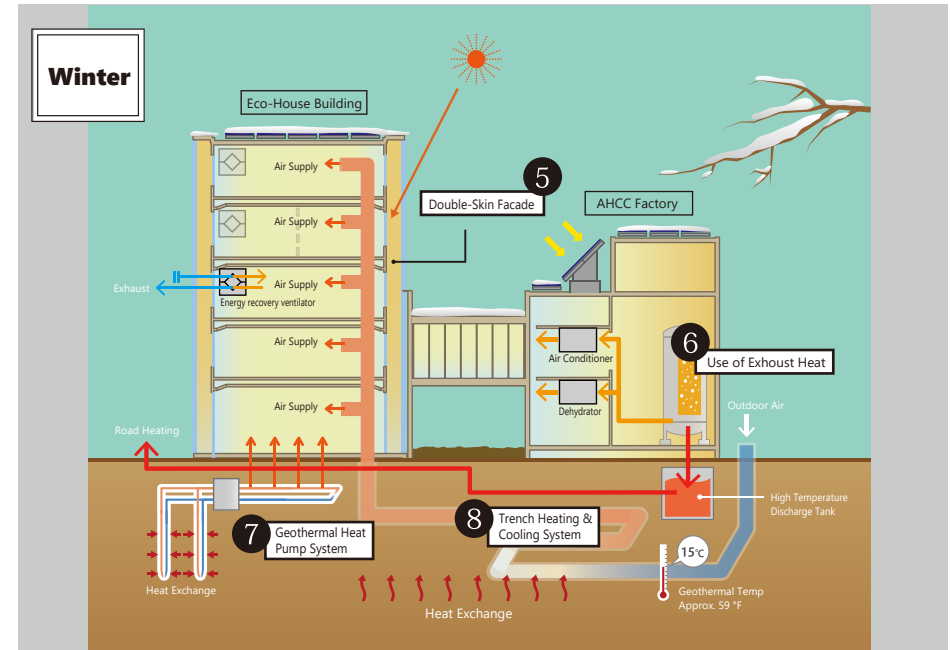 Winter
Eco-House Building
Air Supply
5
Double-Skin Facade
AHCC Factory
Air Supply
Air Supply
Exhaust
Energy recovery ventilator
Air Supply
6
Use of Exhoust Heat
Air Conditioner
Air Supply
Dehydrator
Outdoor Air
Road Heating
High Temperature
Discharge Tank
7
Geothermal Heat
Pump System
8
Trench Heating &
Cooling System
15℃
Heat Exchange
Geothermal Temp
Approx. 59 °F
Heat Exchange